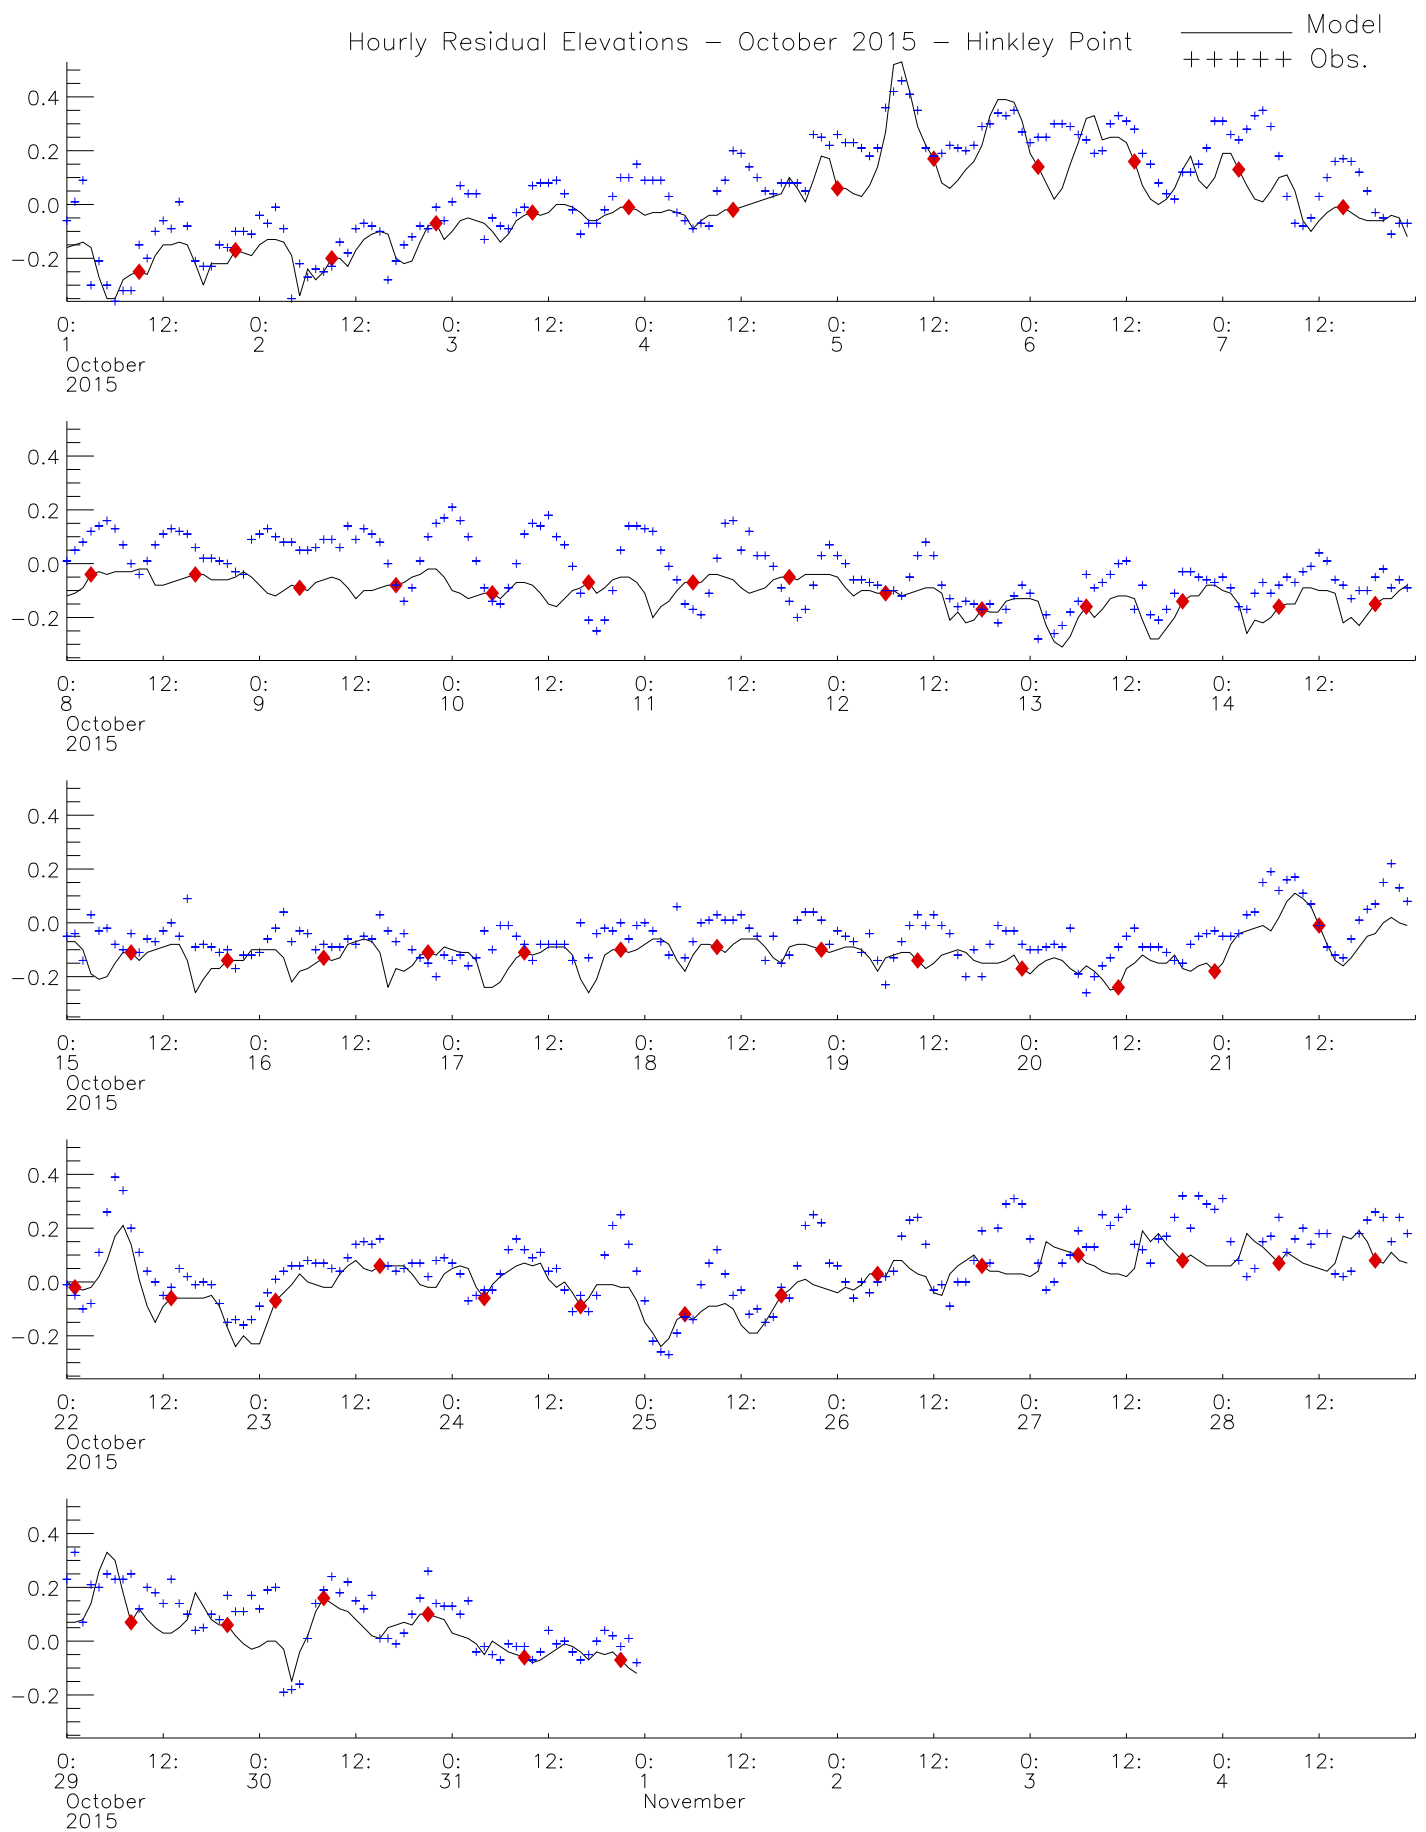 Hourly Residual Elevations − October 2015 − Hinkley Point
Model
+++++ Obs.
0.4
0.2
0.0
−0.2
0: 12: 0: 12: 0: 12: 0: 12: 0: 12: 0: 12: 0: 12:
1 2 3 4 5 6 7
October
2015
0.4
0.2
0.0
−0.2
0: 12: 0: 12: 0: 12: 0: 12: 0: 12: 0: 12: 0: 12:
8 9 10 11 12 13 14
October
2015
0.4
0.2
0.0
−0.2
0: 12: 0: 12: 0: 12: 0: 12: 0: 12: 0: 12: 0: 12:
15 16 17 18 19 20 21
October
2015
0.4
0.2
0.0
−0.2
0: 12: 0: 12: 0: 12: 0: 12: 0: 12: 0: 12: 0: 12:
22 23 24 25 26 27 28
October
2015
0.4
0.2
0.0
−0.2
0: 12: 0: 12: 0: 12: 0: 12: 0: 12: 0: 12: 0: 12:
29 30 31 1 2 3 4
October November
2015